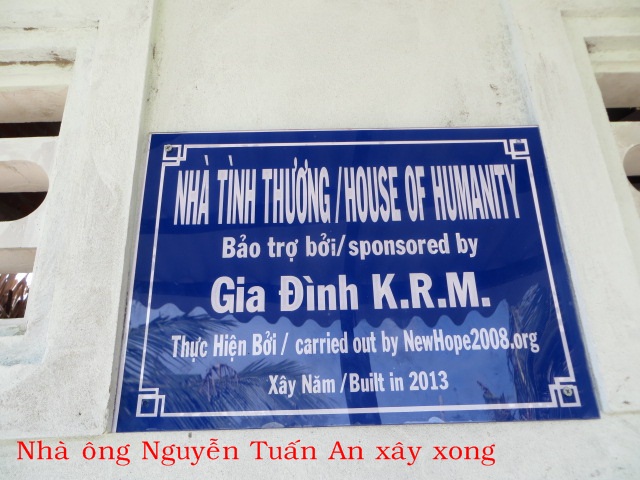 NHÀ TÌNH THƯƠNG / HOUSE OF HUMANITY
Bảo trợ bởi/ sponsored by
Gia Đình K.R.M.
Thực Hiện Bởi / carried out by NewHope2008.org
Xây Năm / Built in 2013
Nhà ông Nguyễn Tuấn An xây xong